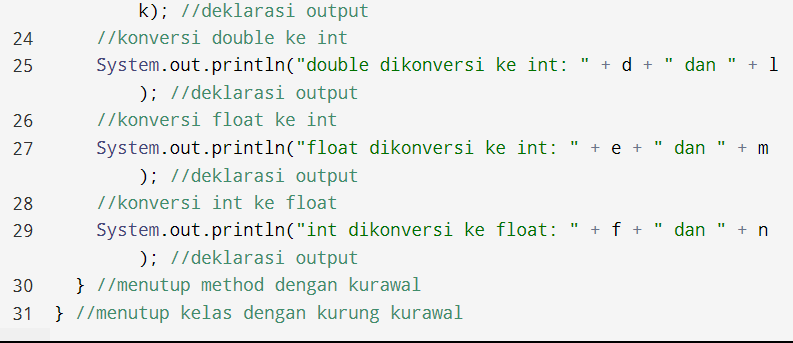 k); //deklarasi output
24 //konversi double ke int
25 System.out.println("double dikonversi ke int: " + d + " dan " + l
); //deklarasi output
26 //konversi float ke int
27 System.out.println("float dikonversi ke int: " + e + " dan " + m
); //deklarasi output
28 //konversi int ke float
29 System.out.println("int dikonversi ke float: " + f + " dan " + n
); //deklarasi output
30 } //menutup method dengan kurawal
31 } //menutup kelas dengan kurung kurawal